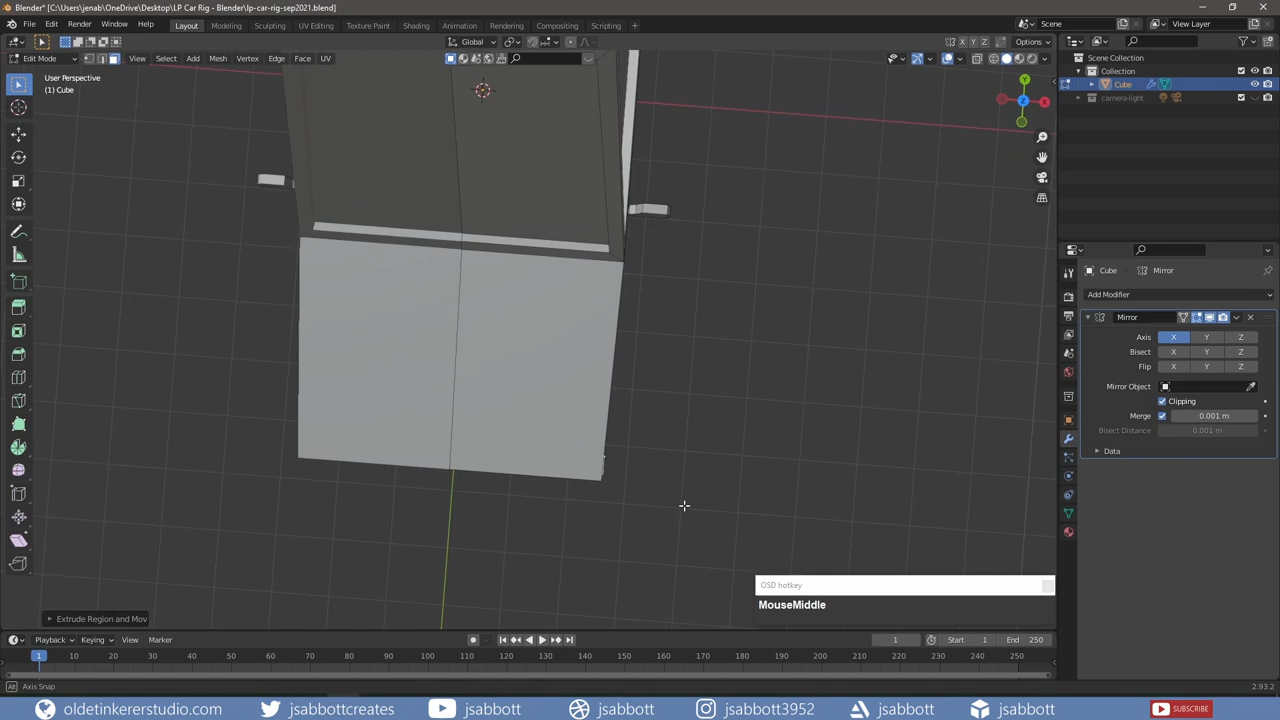 Blender* [C:\Users\jenab\OneDrive\Desktop\LP Car Rig\lp-car-rig-sep2021.blend]
File Edit Render Window Help Layout Modeling Sculpting UV Editing Texture Paint Shading Animation Rendering Compositing Scripting + Scene View Layer
Global X Y Z Options
Edit Mode View Select Add Mesh Vertex Edge Face UV
User Perspective
(1) Cube
Scene Collection
Collection
Cube
camera-light
Y
Z
X
Cube Mirror
Add Modifier
Mirror
Axis X Y Z
Bisect X Y Z
Flip X Y Z
Mirror Object
Clipping
Merge 0.001 m
Bisect Distance 0.001 m
Data
OSD hotkey
MouseMiddle
Extrude Region and Mov
Playback Keying View Marker 1 Start 1 End 250
1 10 20 30 40 50 60 70 80 90 100 110 120 130 140 150 160 170 180 190 200 210 220 230 240 250
Alt Axis Snap 2.93.2
oldetinkererstudio.com jsabbottcreates jsabbott jsabbott jsabbott3952 jsabbott jsabbott SUBSCRIBE